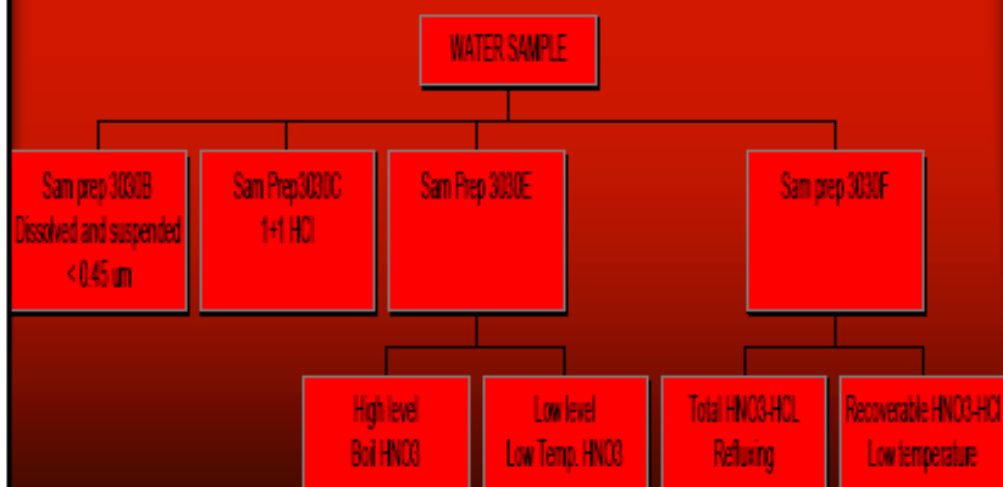 WATER SAMPLE
Sam prep 3030B
Dissolved and suspended
< 0.45 um
Sam Prep3030C
1+1 HCl
Sam Prep 3030E
Sam prep 3030F
High level
Boil HNO3
Low level
Low Temp. HNO3
Total HNO3-HCL
Refluxing
Recoverable HNO3-HCl
Low temperature